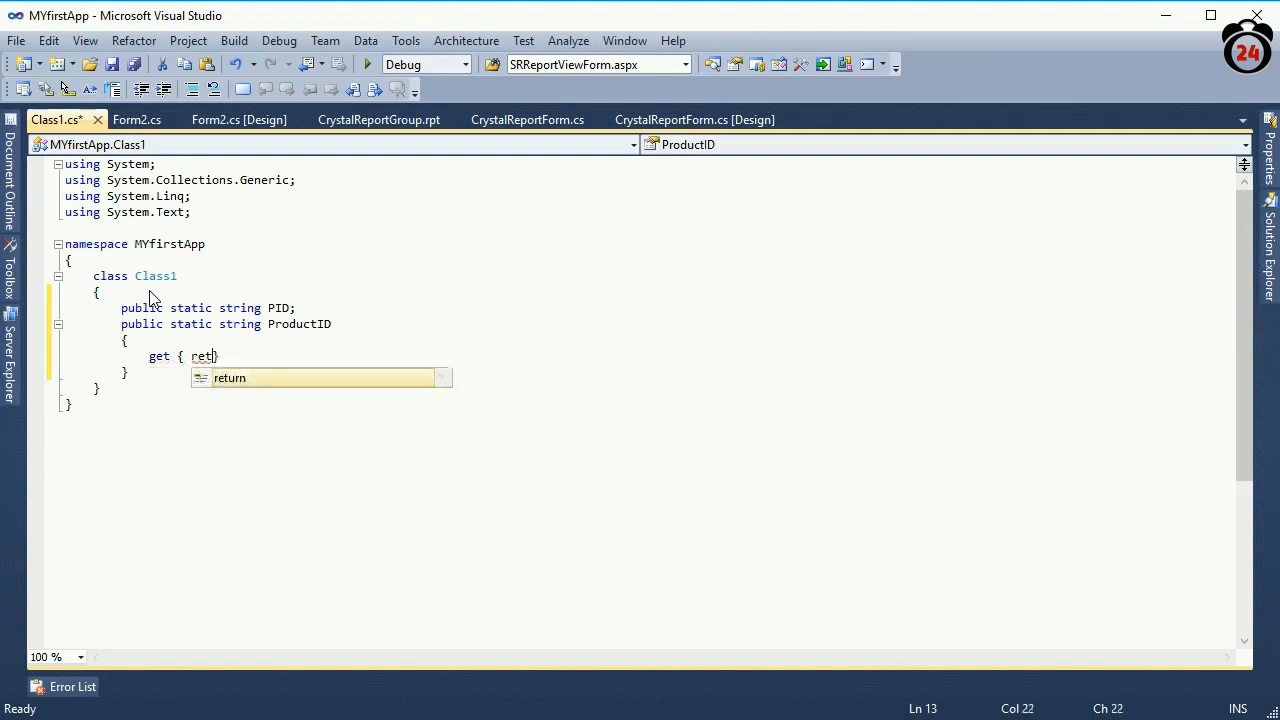 MYfirstApp - Microsoft Visual Studio
24
File Edit View Refactor Project Build Debug Team Data Tools Architecture Test Analyze Window Help
Debug SRReportViewForm.aspx
Class1.cs* Form2.cs Form2.cs [Design] CrystalReportGroup.rpt CrystalReportForm.cs CrystalReportForm.cs [Design]
MYfirstApp.Class1 ProductID
Document Outline
Toolbox
Server Explorer
using System;
using System.Collections.Generic;
using System.Linq;
using System.Text;
namespace MYfirstApp
{
class Class1
{
public static string PID;
public static string ProductID
{
get { ret}
return
}
}
}
Properties
Solution Explorer
100 %
Error List
Ready Ln 13 Col 22 Ch 22 INS